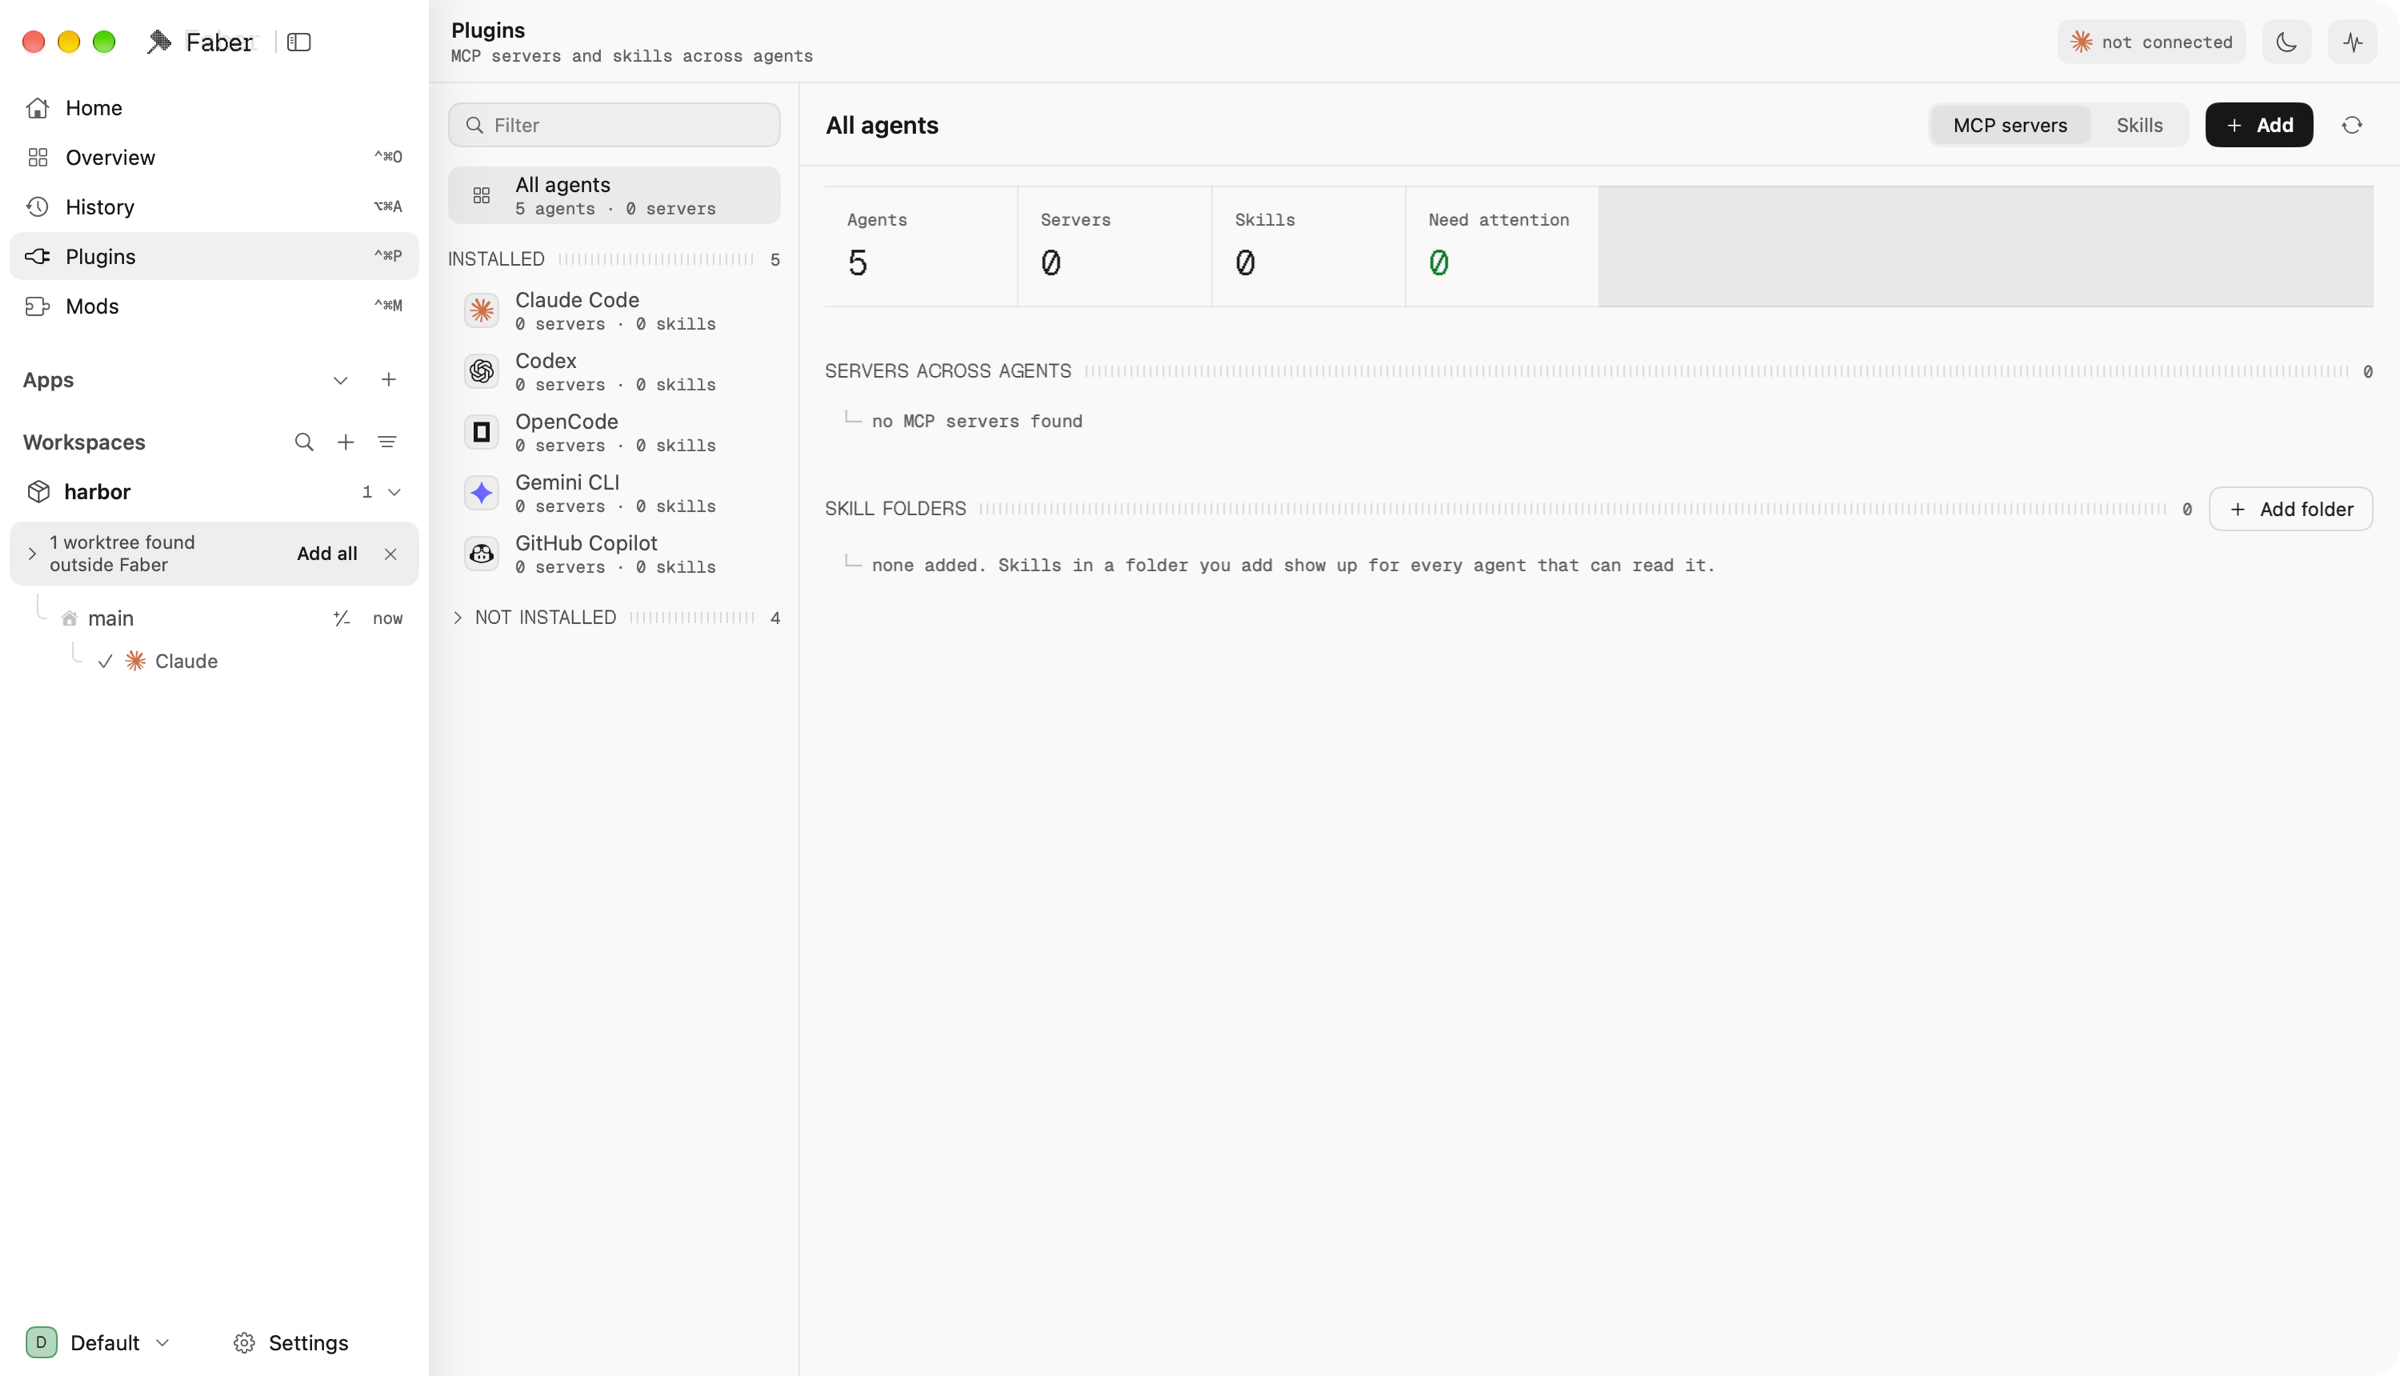 Faber
Plugins
MCP servers and skills across agents
not connected
Home
Overview ^⌘O
History ⌥⌘A
Plugins ^⌘P
Mods ^⌘M
Apps
Workspaces
harbor 1
1 worktree found
outside Faber
Add all
main now
Claude
D Default
Settings
Filter
All agents
5 agents · 0 servers
INSTALLED 5
Claude Code
0 servers · 0 skills
Codex
0 servers · 0 skills
OpenCode
0 servers · 0 skills
Gemini CLI
0 servers · 0 skills
GitHub Copilot
0 servers · 0 skills
NOT INSTALLED 4
All agents
MCP servers
Skills
+ Add
Agents
5
Servers
0
Skills
0
Need attention
0
SERVERS ACROSS AGENTS 0
no MCP servers found
SKILL FOLDERS 0
+ Add folder
none added. Skills in a folder you add show up for every agent that can read it.